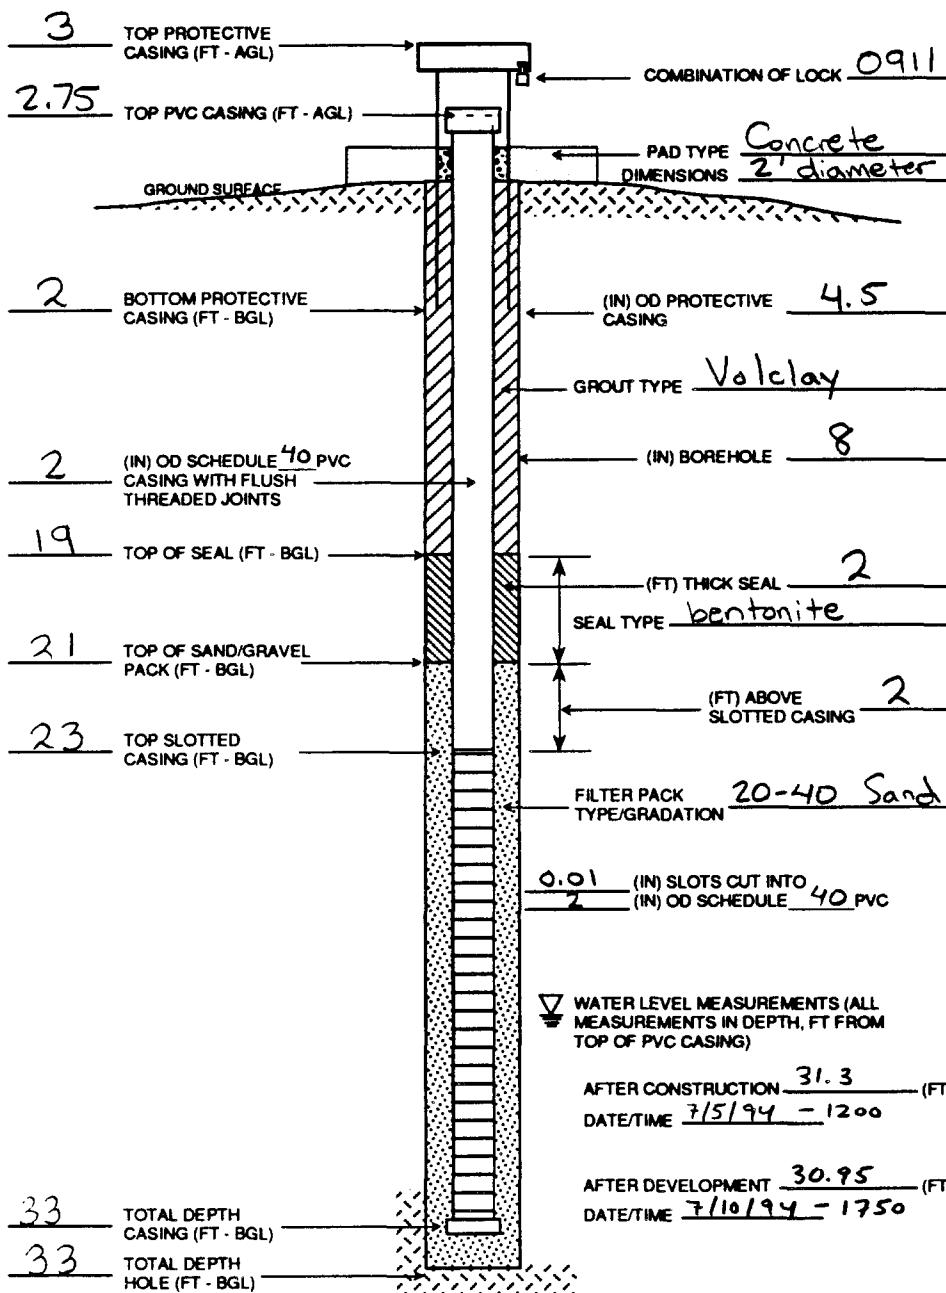 3 TOP PROTECTIVE
CASING (FT - AGL)
COMBINATION OF LOCK 0911
2.75 TOP PVC CASING (FT - AGL)
PAD TYPE Concrete
DIMENSIONS 2' diameter
GROUND SURFACE
2 BOTTOM PROTECTIVE
CASING (FT - BGL)
(IN) OD PROTECTIVE 4.5
CASING
GROUT TYPE Volclay
2 (IN) OD SCHEDULE 40 PVC
CASING WITH FLUSH
THREADED JOINTS
(IN) BOREHOLE 8
19 TOP OF SEAL (FT - BGL)
(FT) THICK SEAL 2
SEAL TYPE bentonite
21 TOP OF SAND/GRAVEL
PACK (FT - BGL)
(FT) ABOVE 2
SLOTTED CASING
23 TOP SLOTTED
CASING (FT - BGL)
FILTER PACK 20-40 Sand
TYPE/GRADATION
0.01 (IN) SLOTS CUT INTO
2 (IN) OD SCHEDULE 40 PVC
WATER LEVEL MEASUREMENTS (ALL
MEASUREMENTS IN DEPTH, FT FROM
TOP OF PVC CASING)
AFTER CONSTRUCTION 31.3 (FT
DATE/TIME 7/5/94 - 1200
AFTER DEVELOPMENT 30.95 (FT
DATE/TIME 7/10/94 - 1750
33 TOTAL DEPTH
CASING (FT - BGL)
33 TOTAL DEPTH
HOLE (FT - BGL)